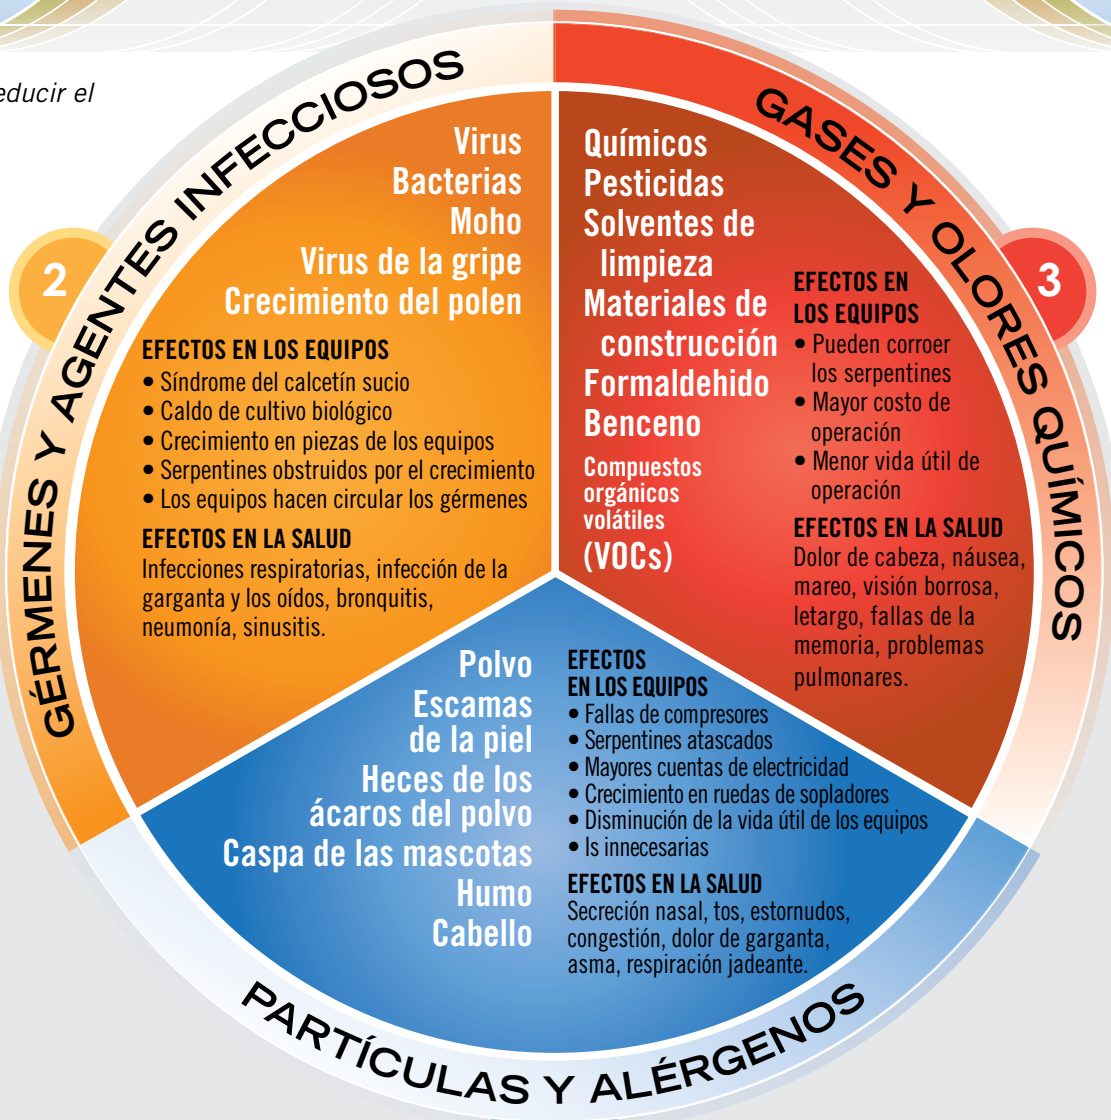 educir el
GÉRMENES Y AGENTES INFECCIOSOS
2
Virus
Bacterias
Moho
Virus de la gripe
Crecimiento del polen
EFECTOS EN LOS EQUIPOS
• Síndrome del calcetín sucio
• Caldo de cultivo biológico
• Crecimiento en piezas de los equipos
• Serpentines obstruidos por el crecimiento
• Los equipos hacen circular los gérmenes
EFECTOS EN LA SALUD
Infecciones respiratorias, infección de la
garganta y los oídos, bronquitis,
neumonía, sinusitis.
GASES Y OLORES QUÍMICOS
3
Químicos
Pesticidas
Solventes de
limpieza
Materiales de
construcción
Formaldehido
Benceno
Compuestos
orgánicos
volátiles
(VOCs)
EFECTOS EN
LOS EQUIPOS
• Pueden corroer
los serpentines
• Mayor costo de
operación
• Menor vida útil de
operación
EFECTOS EN LA SALUD
Dolor de cabeza, náusea,
mareo, visión borrosa,
letargo, fallas de la
memoria, problemas
pulmonares.
Polvo
Escamas
de la piel
Heces de los
ácaros del polvo
Caspa de las mascotas
Humo
Cabello
EFECTOS
EN LOS EQUIPOS
• Fallas de compresores
• Serpentines atascados
• Mayores cuentas de electricidad
• Crecimiento en ruedas de sopladores
• Disminución de la vida útil de los equipos
• Is innecesarias
EFECTOS EN LA SALUD
Secreción nasal, tos, estornudos,
congestión, dolor de garganta,
asma, respiración jadeante.
PARTÍCULAS Y ALÉRGENOS